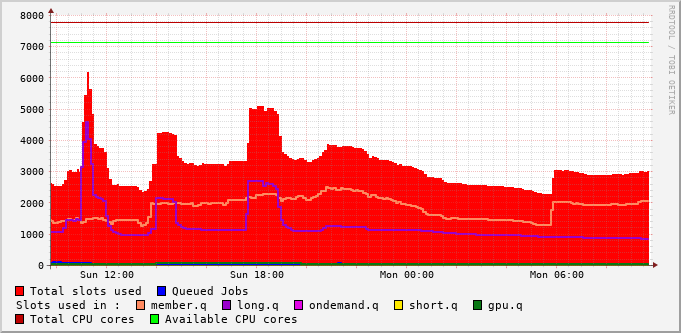 8000
7000
6000
5000
4000
3000
2000
1000
0
Sun 12:00 Sun 18:00 Mon 00:00 Mon 06:00
Total slots used Queued Jobs
Slots used in : member.q long.q ondemand.q short.q gpu.q
Total CPU cores Available CPU cores
RRDTOOL / TOBI OETIKER